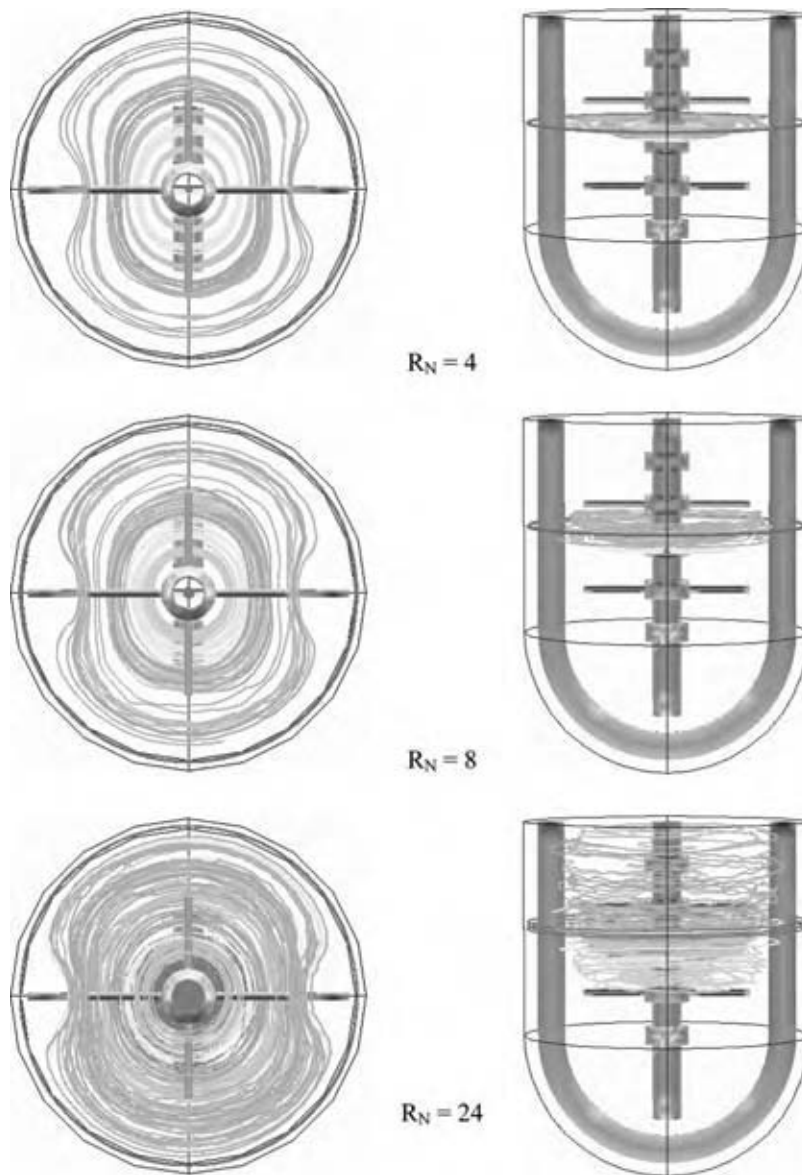 R_N = 4
R_N = 8
R_N = 24